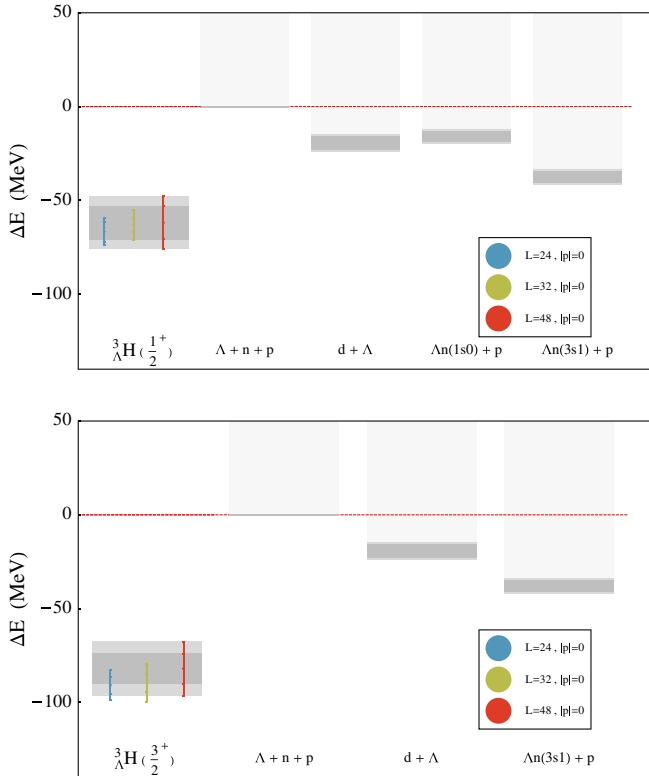 50
0
−50
−100
ΔE (MeV)
L=24 , |p|=0
L=32 , |p|=0
L=48 , |p|=0
³ΛH ( 1/2 ⁺ )
Λ + n + p
d + Λ
Λn(1s0) + p
Λn(3s1) + p
50
0
−50
−100
ΔE (MeV)
L=24 , |p|=0
L=32 , |p|=0
L=48 , |p|=0
³ΛH ( 3/2 ⁺ )
Λ + n + p
d + Λ
Λn(3s1) + p